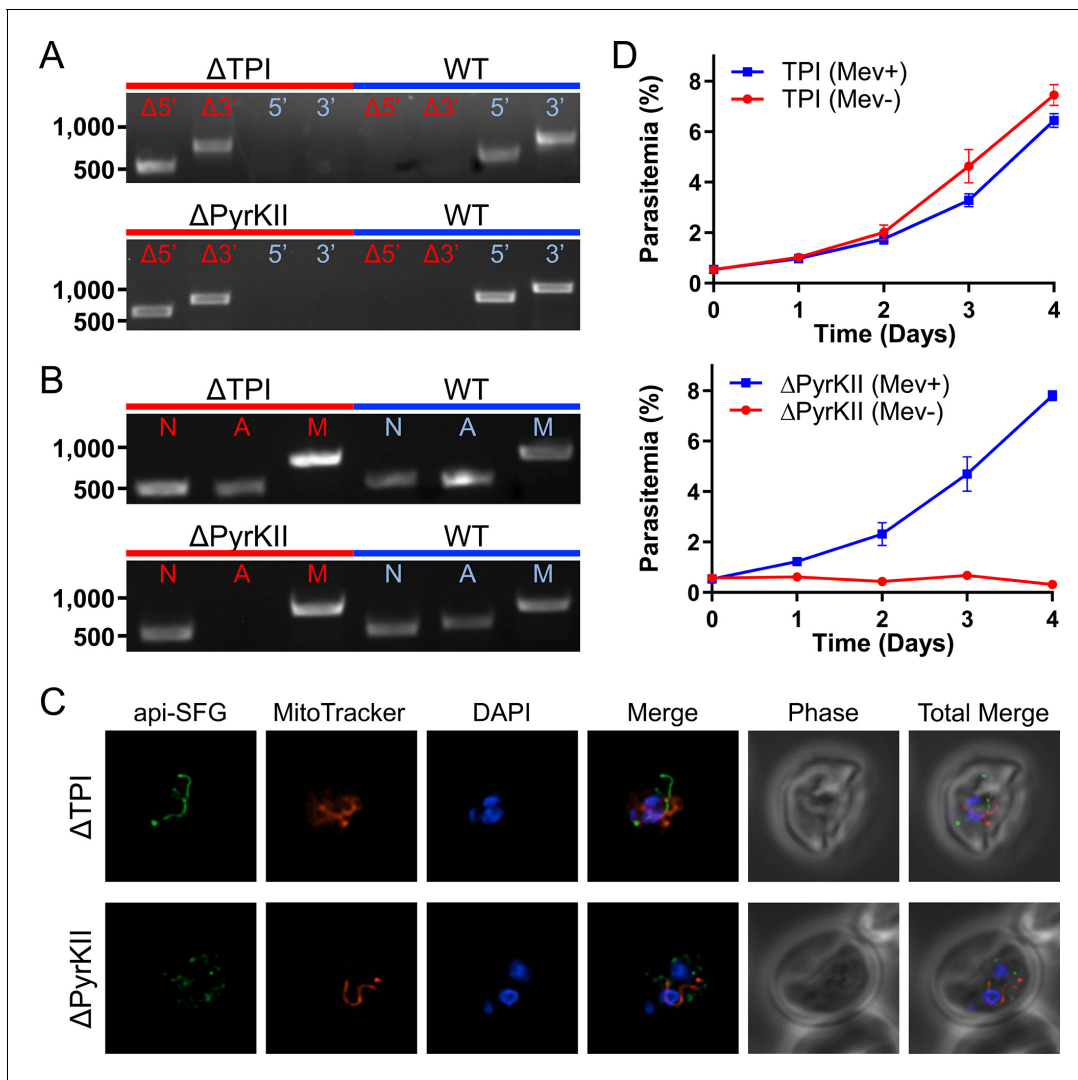 A
ΔTPI WT
Δ5' Δ3' 5' 3' Δ5' Δ3' 5' 3'
1,000
500
ΔPyrKII WT
Δ5' Δ3' 5' 3' Δ5' Δ3' 5' 3'
1,000
500
B
ΔTPI WT
N A M N A M
1,000
500
ΔPyrKII WT
N A M N A M
1,000
500
D
TPI (Mev+)
TPI (Mev-)
Parasitemia (%)
8
6
4
2
0
0 1 2 3 4
Time (Days)
ΔPyrKII (Mev+)
ΔPyrKII (Mev-)
Parasitemia (%)
8
6
4
2
0
0 1 2 3 4
Time (Days)
C
api-SFG MitoTracker DAPI Merge Phase Total Merge
ΔTPI
ΔPyrKII